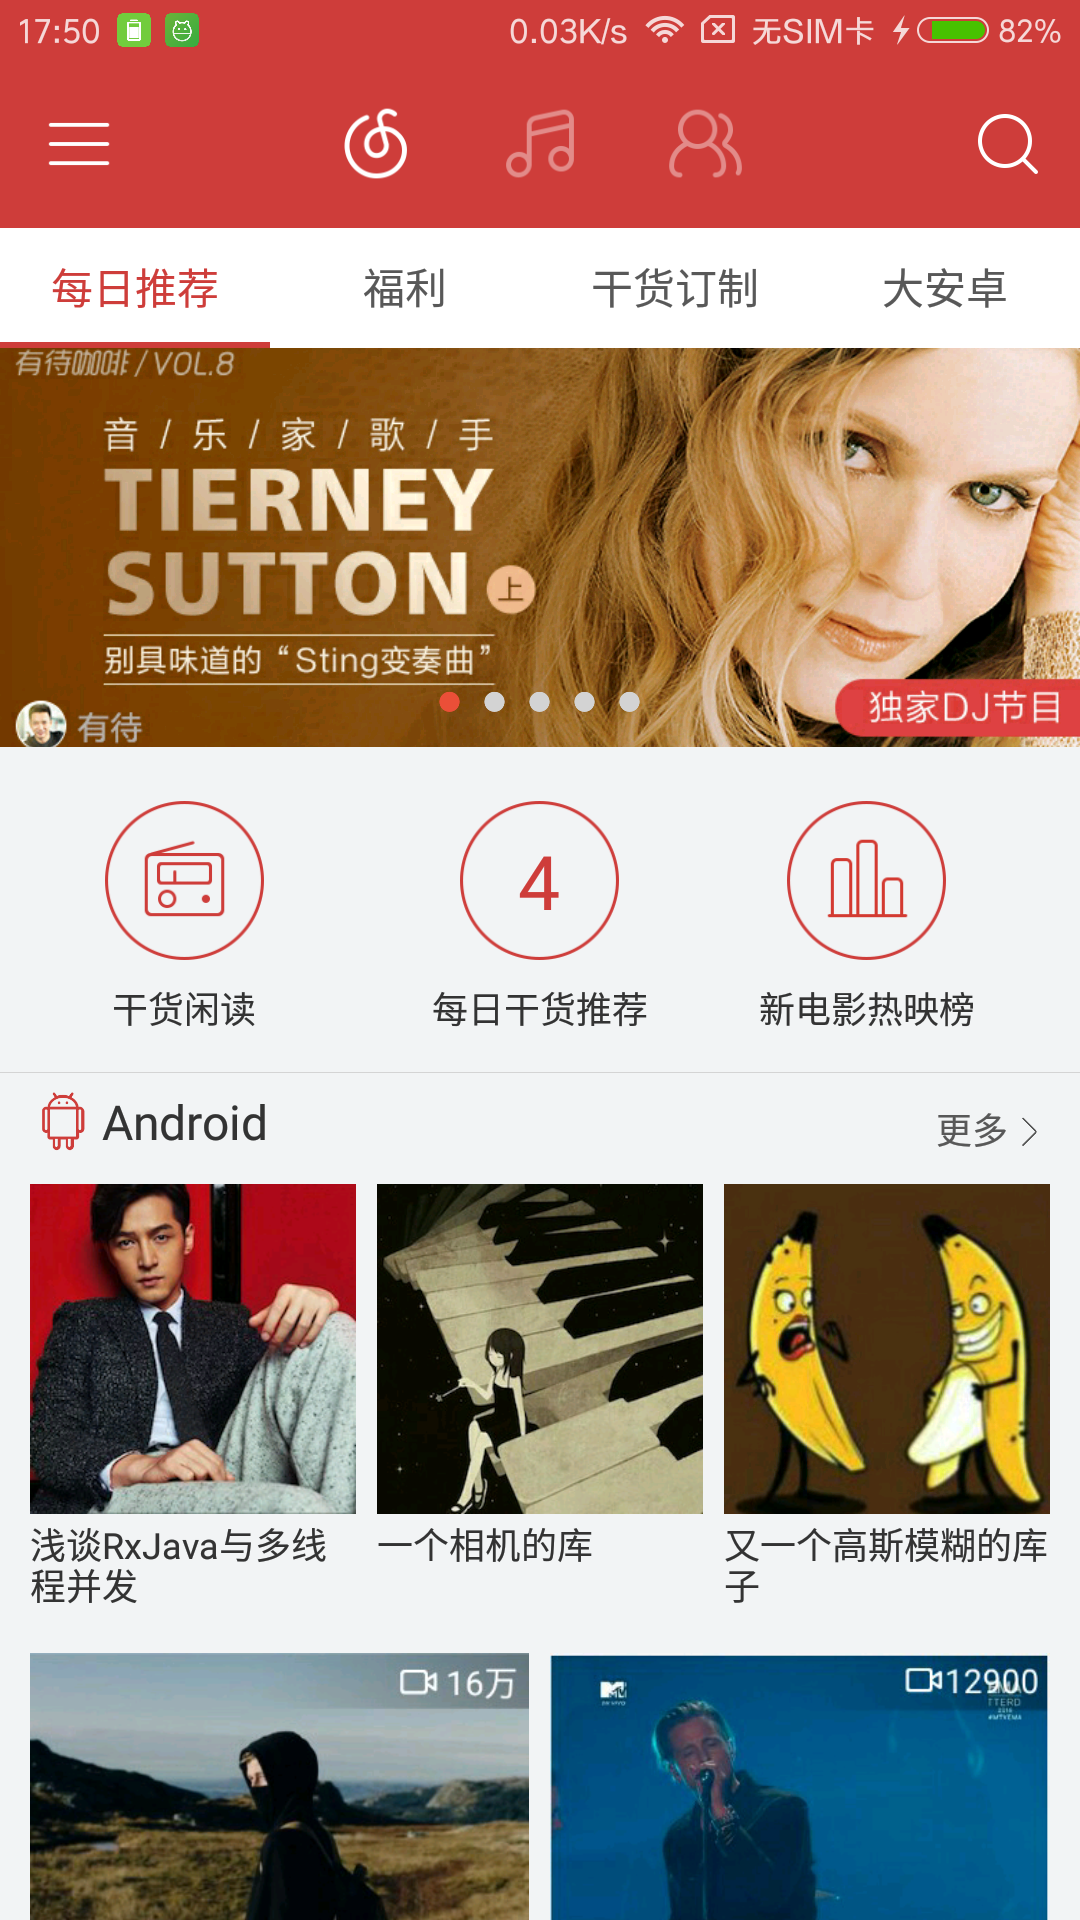 17:50 0.03K/s 无SIM卡 82%
每日推荐 福利 干货订制 大安卓
有待咖啡/VOL.8
音/乐/家/歌/手
TIERNEY
SUTTON 上
别具味道的“Sting变奏曲”
有待 独家DJ节目
4
干货闲读 每日干货推荐 新电影热映榜
Android 更多
浅谈RxJava与多线
程并发
一个相机的库
又一个高斯模糊的库
子
16万 12900